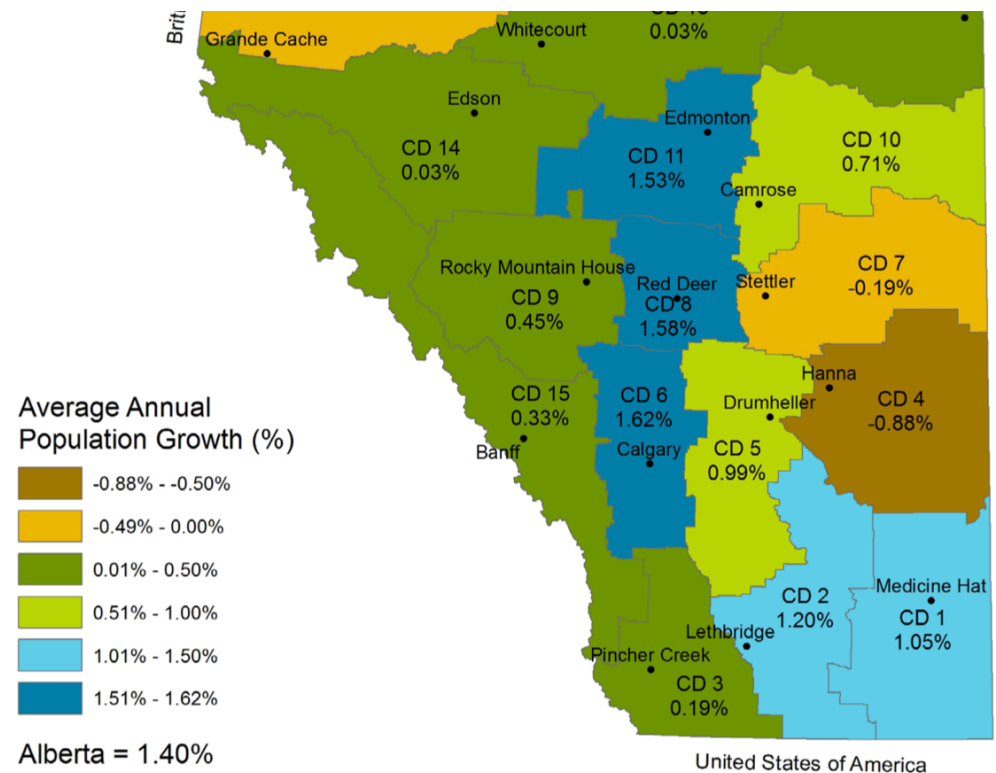 Grande Cache
Whitecourt
0.03%
Edson
CD 14
0.03%
Edmonton
CD 11
1.53%
CD 10
0.71%
Camrose
Rocky Mountain House
CD 9
0.45%
Red Deer
CD 8
1.58%
Stettler
CD 7
-0.19%
Hanna
CD 4
-0.88%
CD 15
0.33%
Banff
CD 6
1.62%
Calgary
Drumheller
CD 5
0.99%
Medicine Hat
CD 1
1.05%
CD 2
1.20%
Lethbridge
Pincher Creek
CD 3
0.19%
Average Annual
Population Growth (%)
-0.88% - -0.50%
-0.49% - 0.00%
0.01% - 0.50%
0.51% - 1.00%
1.01% - 1.50%
1.51% - 1.62%
Alberta = 1.40%
United States of America